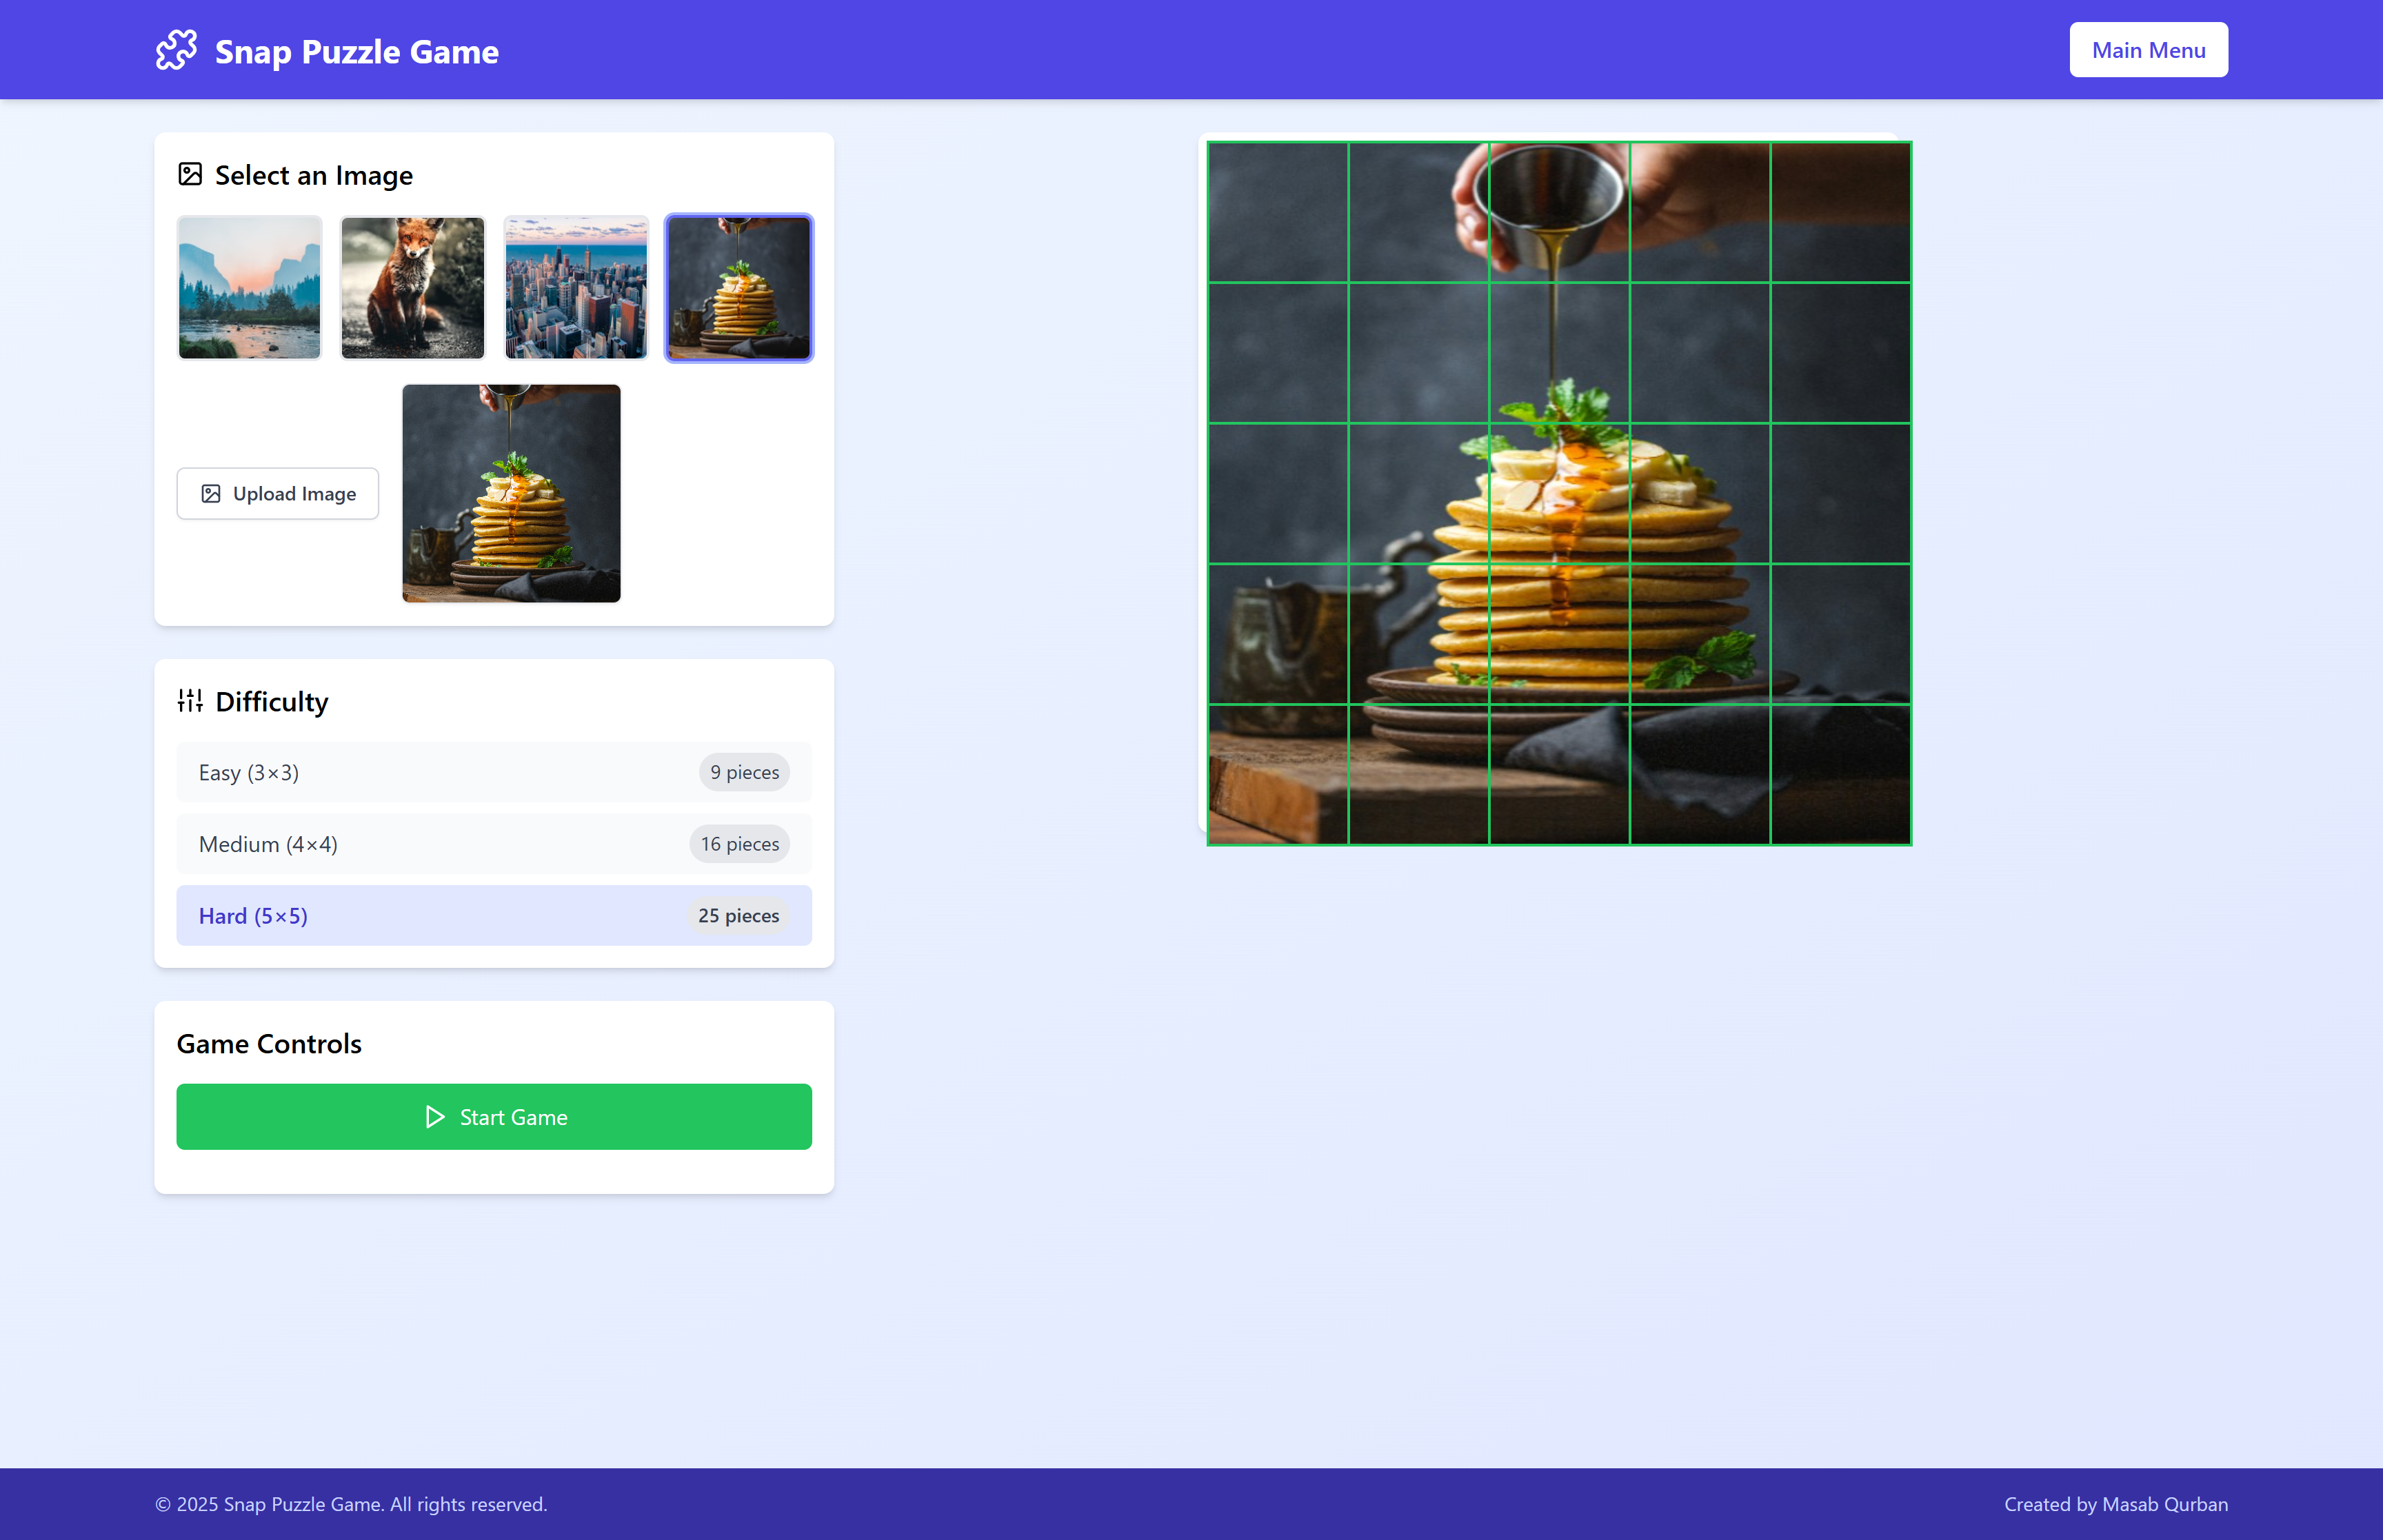 Snap Puzzle Game
Main Menu
Select an Image
Upload Image
Difficulty
Easy (3×3)
9 pieces
Medium (4×4)
16 pieces
Hard (5×5)
25 pieces
Game Controls
Start Game
© 2025 Snap Puzzle Game. All rights reserved.
Created by Masab Qurban